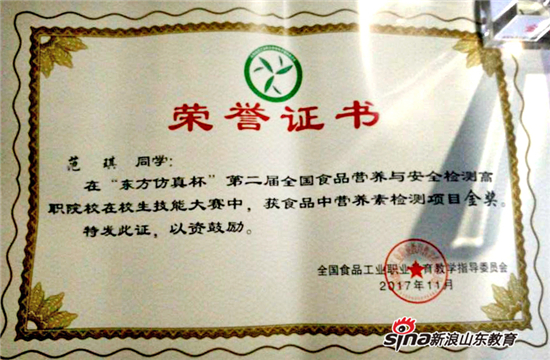 荣誉证书
范琪 同学:
在“东方仿真杯”第二届全国食品营养与安全检测高
职院校在校生技能大赛中,获食品中营养素检测项目金奖。
特发此证,以资鼓励。
全国食品工业职业教育教学指导委员会
2017年11月
sina新浪山东教育